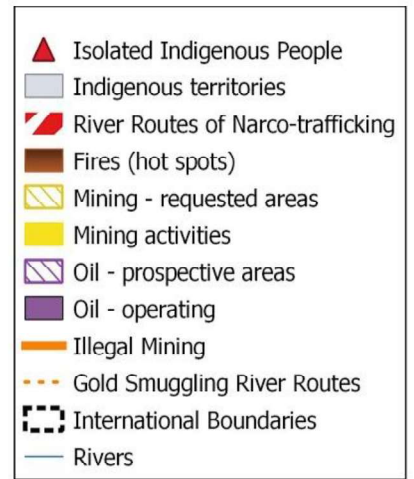 Isolated Indigenous People
Indigenous territories
River Routes of Narco-trafficking
Fires (hot spots)
Mining - requested areas
Mining activities
Oil - prospective areas
Oil - operating
Illegal Mining
Gold Smuggling River Routes
International Boundaries
Rivers